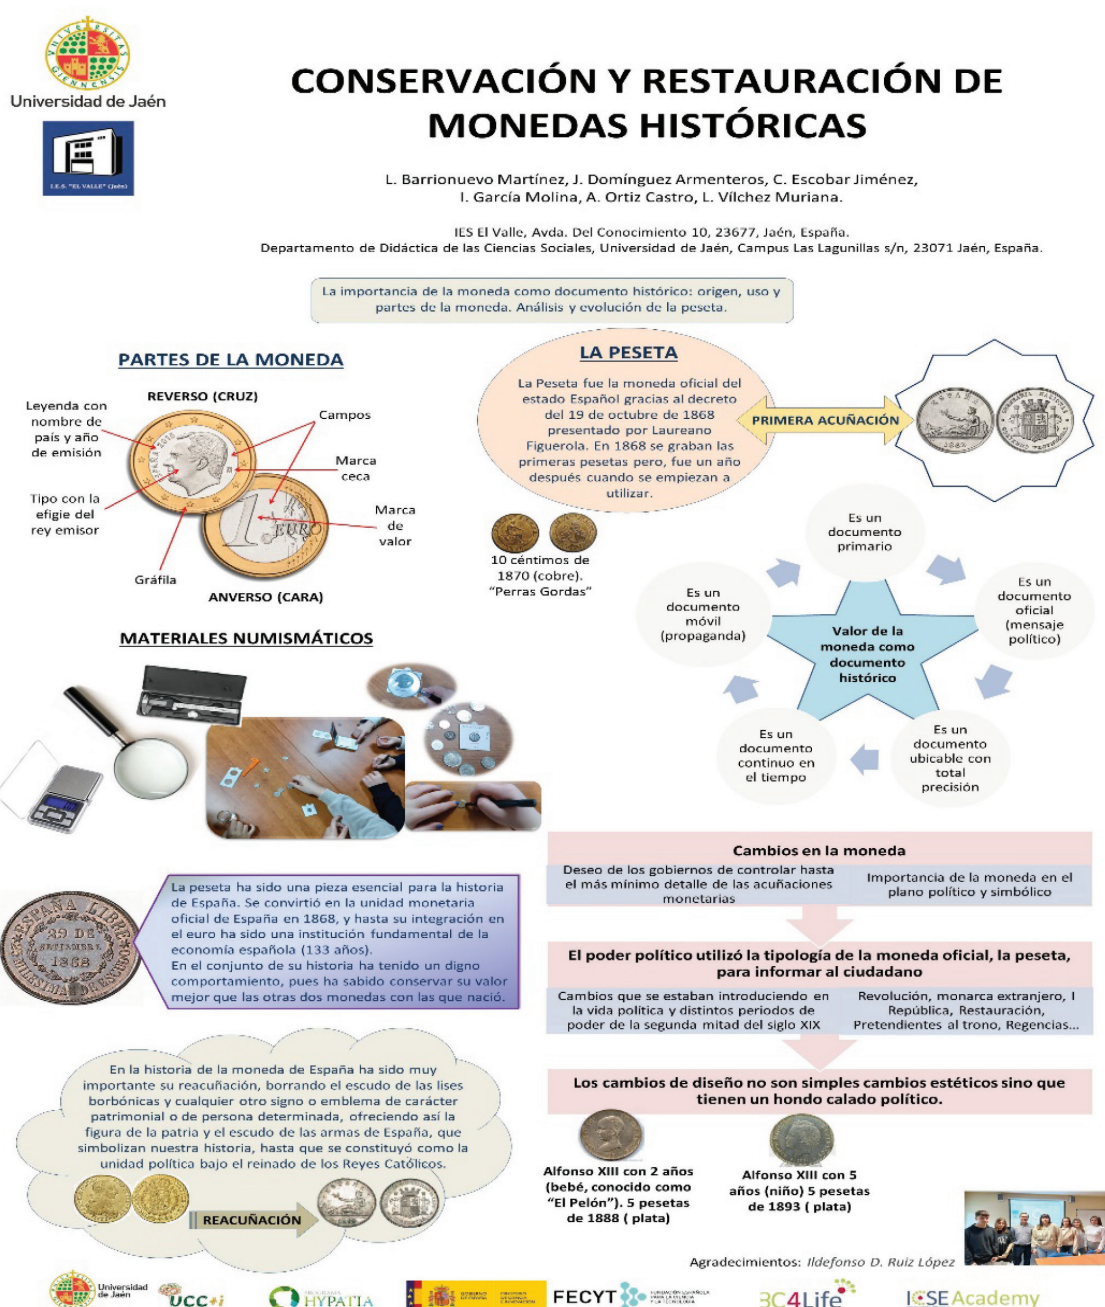 Universidad de Jaén
I.E.S. "EL VALLE" (Jaén)
CONSERVACIÓN Y RESTAURACIÓN DE
MONEDAS HISTÓRICAS
L. Barrionuevo Martínez, J. Domínguez Armenteros, C. Escobar Jiménez,
I. García Molina, A. Ortiz Castro, L. Vílchez Muriana.
IES El Valle, Avda. Del Conocimiento 10, 23677, Jaén, España.
Departamento de Didáctica de las Ciencias Sociales, Universidad de Jaén, Campus Las Lagunillas s/n, 23071 Jaén, España.
La importancia de la moneda como documento histórico: origen, uso y
partes de la moneda. Análisis y evolución de la peseta.
PARTES DE LA MONEDA
REVERSO (CRUZ)
Leyenda con
nombre de
país y año
de emisión
Campos
Marca
ceca
Tipo con la
efigie del
rey emisor
Marca
de
valor
Gráfila
ANVERSO (CARA)
LA PESETA
La Peseta fue la moneda oficial del
estado Español gracias al decreto
del 19 de octubre de 1868
presentado por Laureano
Figuerola. En 1868 se graban las
primeras pesetas pero, fue un año
después cuando se empiezan a
utilizar.
PRIMERA ACUÑACIÓN
10 céntimos de
1870 (cobre).
"Perras Gordas"
Es un
documento
primario
Es un
documento
oficial
(mensaje
político)
Es un
documento
ubicable con
total
precisión
Es un
documento
continuo en
el tiempo
Es un
documento
móvil
(propaganda)
Valor de la
moneda como
documento
histórico
MATERIALES NUMISMÁTICOS
ESPAÑA LIBRE
29 DE
SETIEMBRE
1868
La peseta ha sido una pieza esencial para la historia
de España. Se convirtió en la unidad monetaria
oficial de España en 1868, y hasta su integración en
el euro ha sido una institución fundamental de la
economía española (133 años).
En el conjunto de su historia ha tenido un digno
comportamiento, pues ha sabido conservar su valor
mejor que las otras dos monedas con las que nació.
Cambios en la moneda
Deseo de los gobiernos de controlar hasta
el más mínimo detalle de las acuñaciones
monetarias
Importancia de la moneda en el
plano político y simbólico
El poder político utilizó la tipología de la moneda oficial, la peseta,
para informar al ciudadano
Cambios que se estaban introduciendo en
la vida política y distintos periodos de
poder de la segunda mitad del siglo XIX
Revolución, monarca extranjero, I
República, Restauración,
Pretendientes al trono, Regencias...
Los cambios de diseño no son simples cambios estéticos sino que
tienen un hondo calado político.
Alfonso XIII con 2 años
(bebé, conocido como
"El Pelón"). 5 pesetas
de 1888 ( plata)
Alfonso XIII con 5
años (niño) 5 pesetas
de 1893 ( plata)
En la historia de la moneda de España ha sido muy
importante su reacuñación, borrando el escudo de las lises
borbónicas y cualquier otro signo o emblema de carácter
patrimonial o de persona determinada, ofreciendo así la
figura de la patria y el escudo de las armas de España, que
simbolizan nuestra historia, hasta que se constituyó como la
unidad política bajo el reinado de los Reyes Católicos.
REACUÑACIÓN
Agradecimientos: Ildefonso D. Ruiz López
Universidad
de Jaén
UCC+i
HYPATIA
FECYT
3C4Life
ICSE Academy